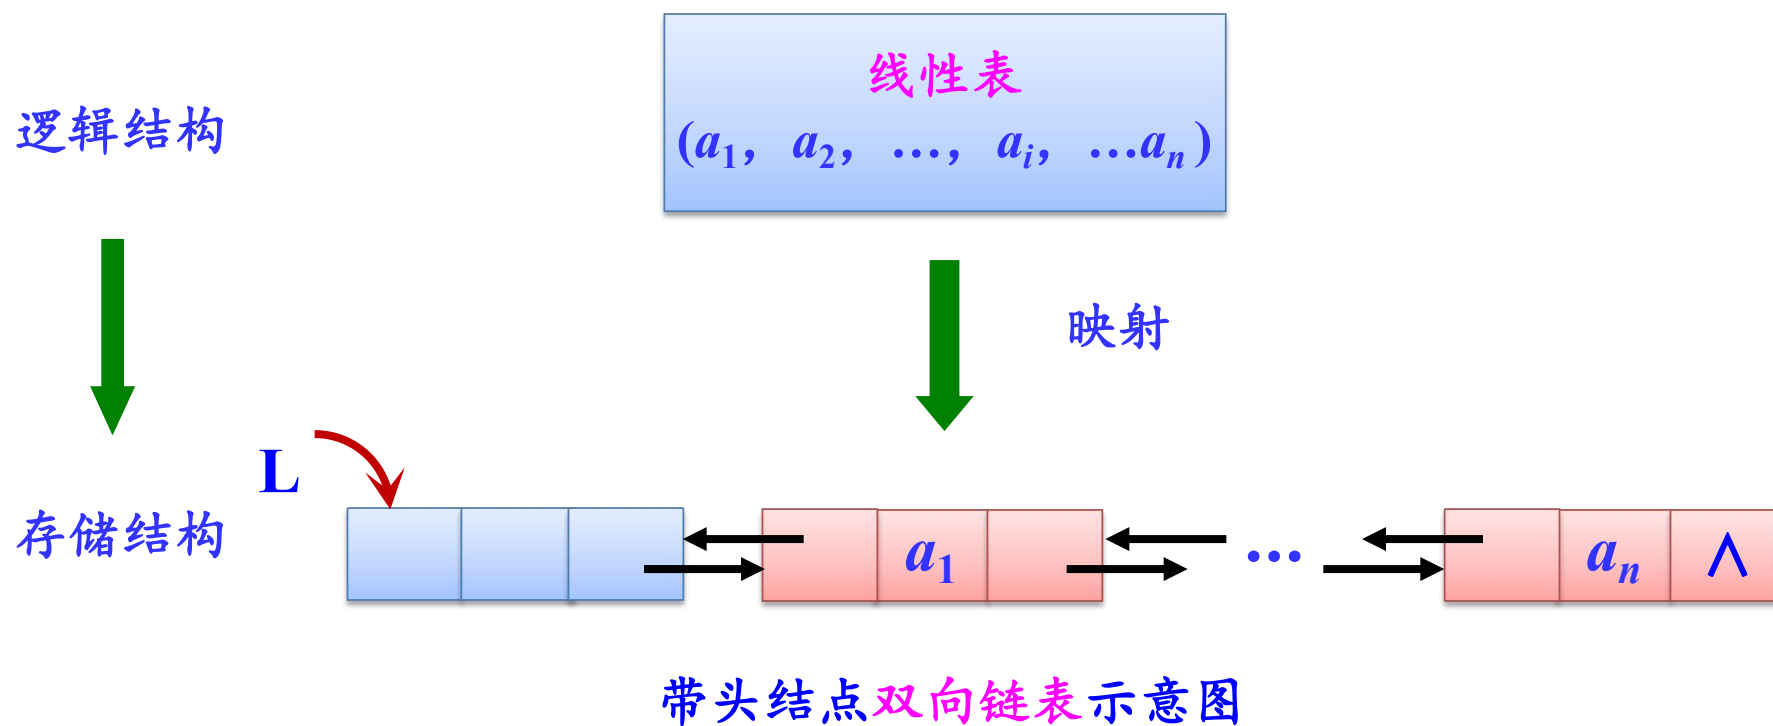 线性表
逻辑结构
(a1，a2，…，ai，…an)
映射
L
存储结构
a1
…
an
∧
带头结点双向链表示意图